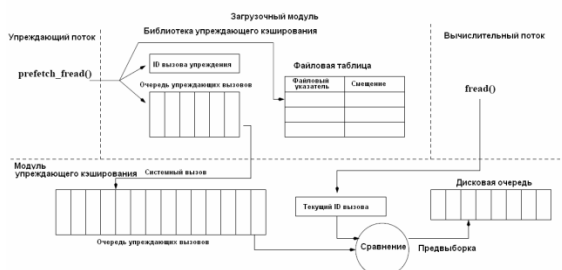 Загрузочный модуль
Упреждающий поток
Библиотека упреждающего кэширования
Вычислительный поток
prefetch_fread()
ID вызова упреждения
Очередь упреждающих вызовов
Файловая таблица
Файловый указатель
Смещение
fread()
Модуль
упреждающего кэширования
Системный вызов
Очередь упреждающих вызовов
Текущий ID вызова
Сравнение
Дисковая очередь
Предвыборка